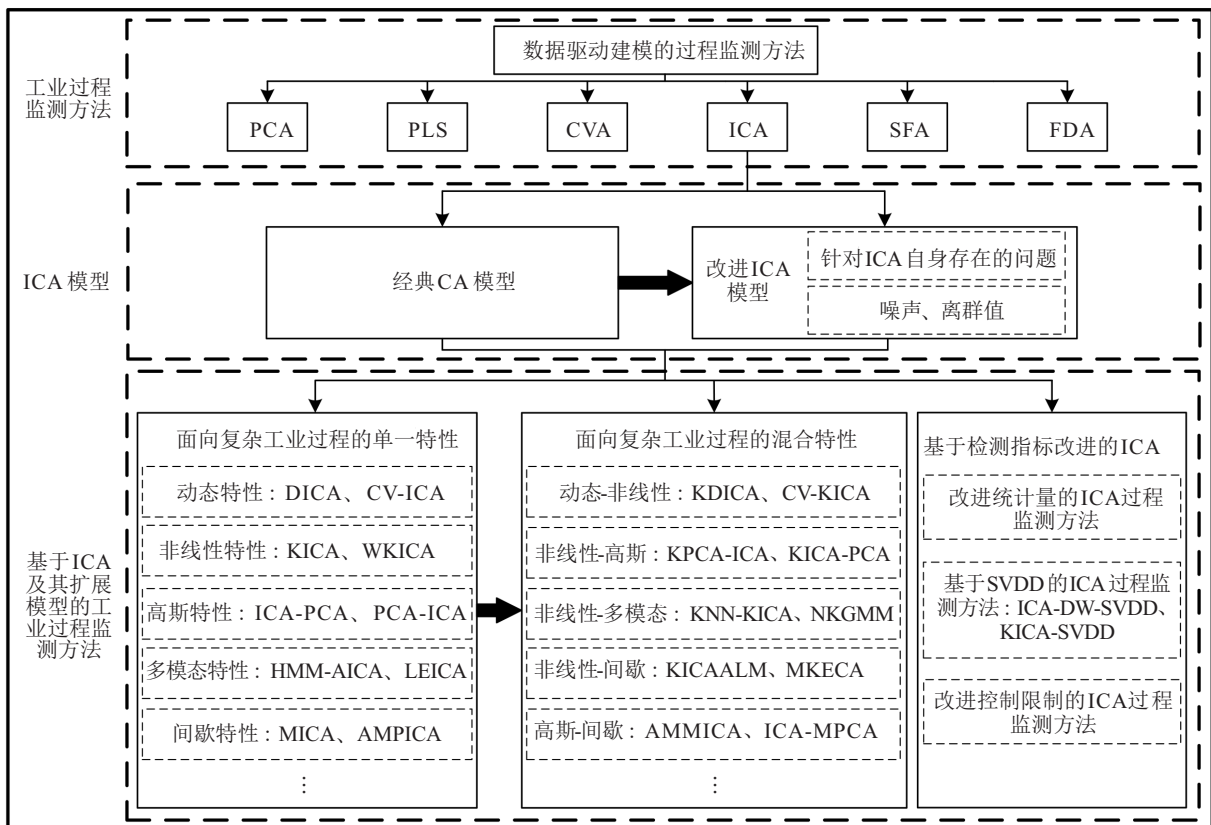 数据驱动建模的过程监测方法
工业过程
监测方法
PCA
PLS
CVA
ICA
SFA
FDA
ICA 模型
经典CA 模型
改进ICA
模型
针对ICA 自身存在的问题
噪声、离群值
基于ICA
及其扩展
模型的工
业过程监
测方法
面向复杂工业过程的单一特性
动态特性：DICA、CV-ICA
非线性特性：KICA、WKICA
高斯特性：ICA-PCA、PCA-ICA
多模态特性：HMM-AICA、LEICA
间歇特性：MICA、AMPICA
⋮
面向复杂工业过程的混合特性
动态-非线性：KDICA、CV-KICA
非线性-高斯：KPCA-ICA、KICA-PCA
非线性-多模态：KNN-KICA、NKGMM
非线性-间歇：KICAALM、MKECA
高斯-间歇：AMMICA、ICA-MPCA
⋮
基于检测指标改进的ICA
改进统计量的ICA过程
监测方法
基于SVDD的ICA过程监
测方法：ICA-DW-SVDD、
KICA-SVDD
改进控制限制的ICA过程
监测方法